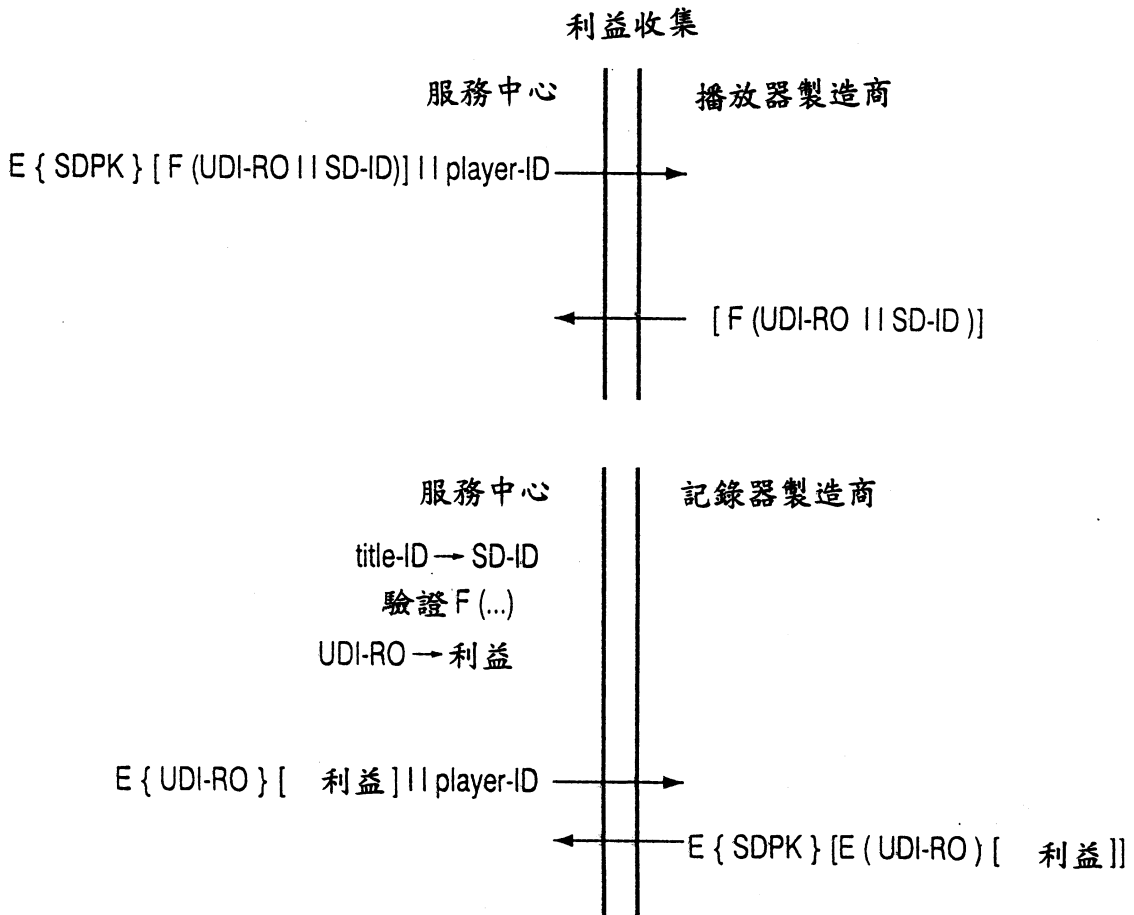 利益收集
服務中心 播放器製造商
E { SDPK } [ F (UDI-RO I I SD-ID)] I I player-ID
[ F (UDI-RO I I SD-ID )]
服務中心 記錄器製造商
title-ID → SD-ID
驗證 F (...)
UDI-RO → 利益
E { UDI-RO } [ 利益 ] I I player-ID
E { SDPK } [E ( UDI-RO ) [ 利益 ]]